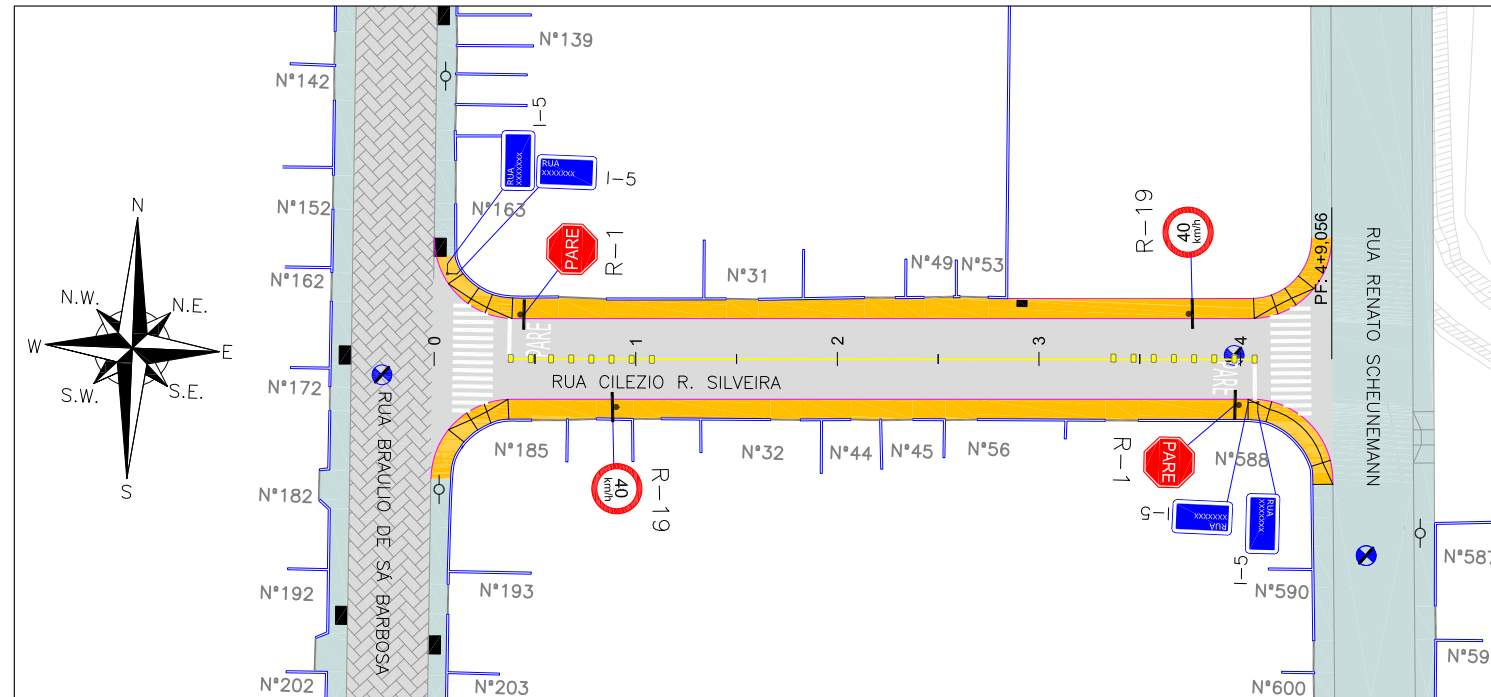 N°139
N°142
I-5
RUA
xxxxxxx
RUA
xxxxxxx
I-5
N°152
N°163
R-19
40
km/h
PARE
R-1
N
N°162
N.W.
N.E.
W
E
S.W.
S.E.
S
N°31
N°49
N°53
PF: 4+9,056
RUA RENATO SCHEUNEMANN
0
1
2
3
4
PARE
PARE
RUA CILEZIO R. SILVEIRA
N°172
RUA BRAULIO DE SÁ BARBOSA
N°185
N°32
N°44
N°45
N°56
N°588
R-1
PARE
40
km/h
R-19
N°182
I-5
RUA
xxxxxxx
RUA
xxxxxxx
I-5
N°192
N°193
N°590
N°587
N°202
N°203
N°600
N°59